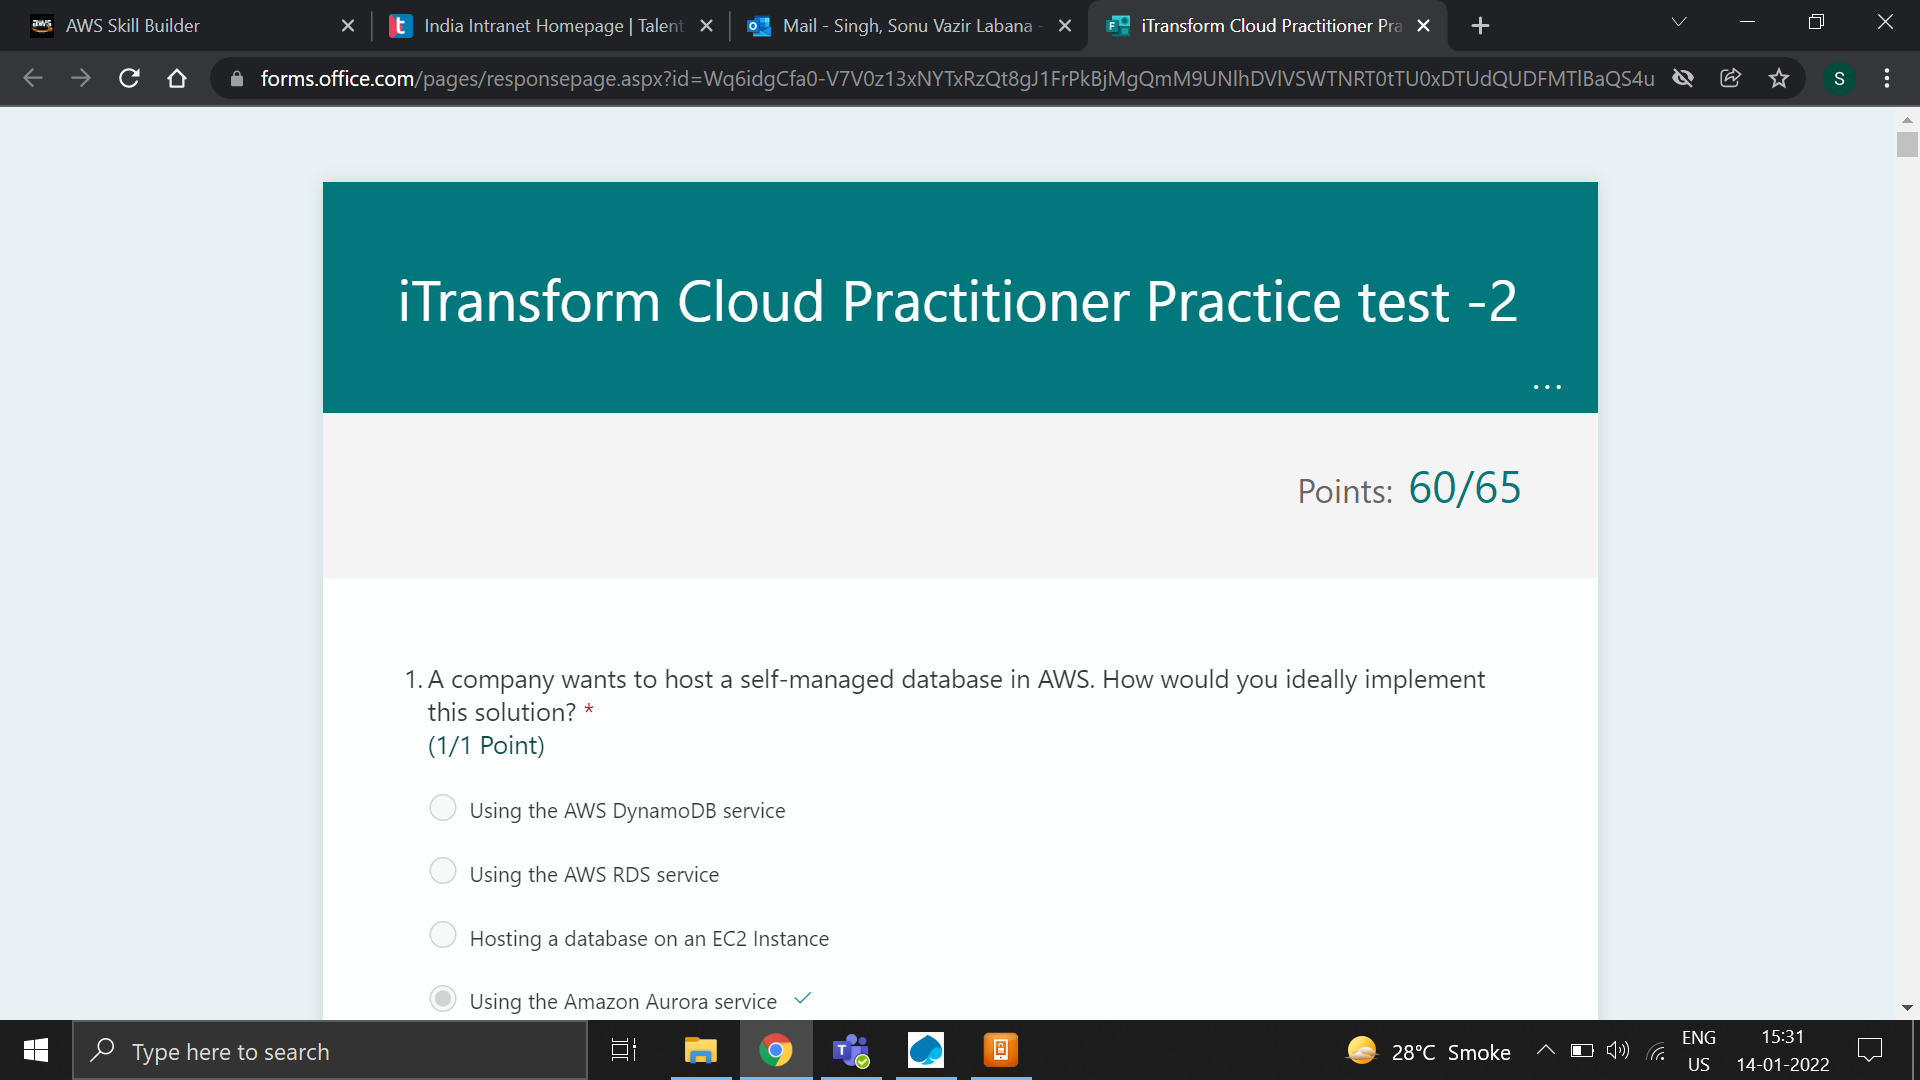 AWS Skill Builder
India Intranet Homepage | Talent
Mail - Singh, Sonu Vazir Labana -
iTransform Cloud Practitioner Pra
forms.office.com/pages/responsepage.aspx?id=Wq6idgCfa0-V7V0z13xNYTxRzQt8gJ1FrPkBjMgQmM9UNlhDVlVSWTNRT0tTU0xDTUdQUDFMTlBaQS4u
S
iTransform Cloud Practitioner Practice test -2
...
Points: 60/65
1. A company wants to host a self-managed database in AWS. How would you ideally implement
this solution? *
(1/1 Point)
Using the AWS DynamoDB service
Using the AWS RDS service
Hosting a database on an EC2 Instance
Using the Amazon Aurora service
Type here to search
28°C Smoke
ENG
US
15:31
14-01-2022